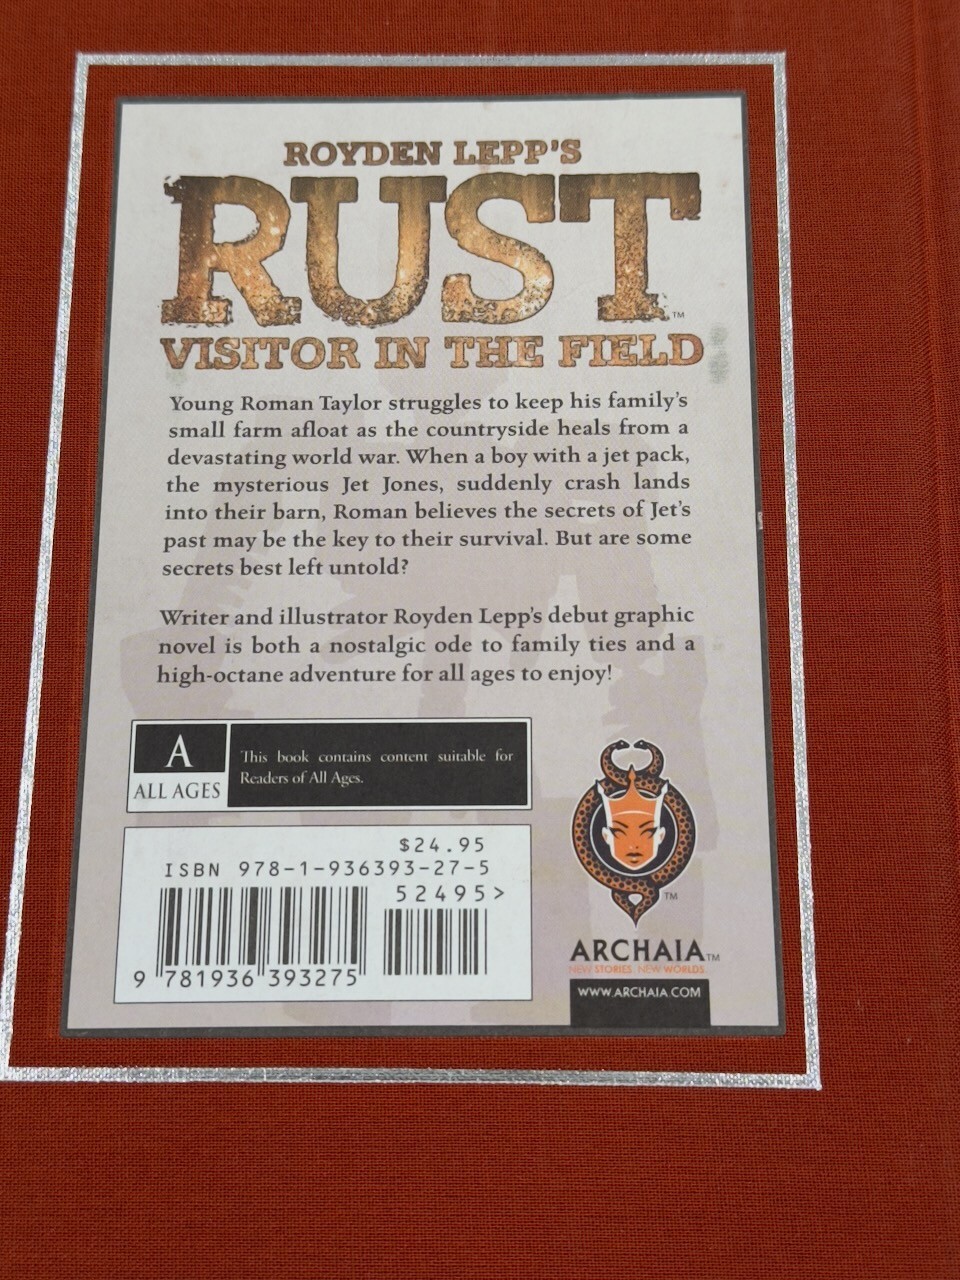 ROYDEN LEPP'S
RUST™
VISITOR IN THE FIELD
Young Roman Taylor struggles to keep his family's
small farm afloat as the countryside heals from a
devastating world war. When a boy with a jet pack,
the mysterious Jet Jones, suddenly crash lands
into their barn, Roman believes the secrets of Jet's
past may be the key to their survival. But are some
secrets best left untold?
Writer and illustrator Royden Lepp's debut graphic
novel is both a nostalgic ode to family ties and a
high-octane adventure for all ages to enjoy!
A
ALL AGES
This book contains content suitable for
Readers of All Ages.
$24.95
ISBN 978-1-936393-27-5
52495>
9 781936 393275
™
ARCHAIA™
NEW STORIES NEW WORLDS
WWW.ARCHAIA.COM